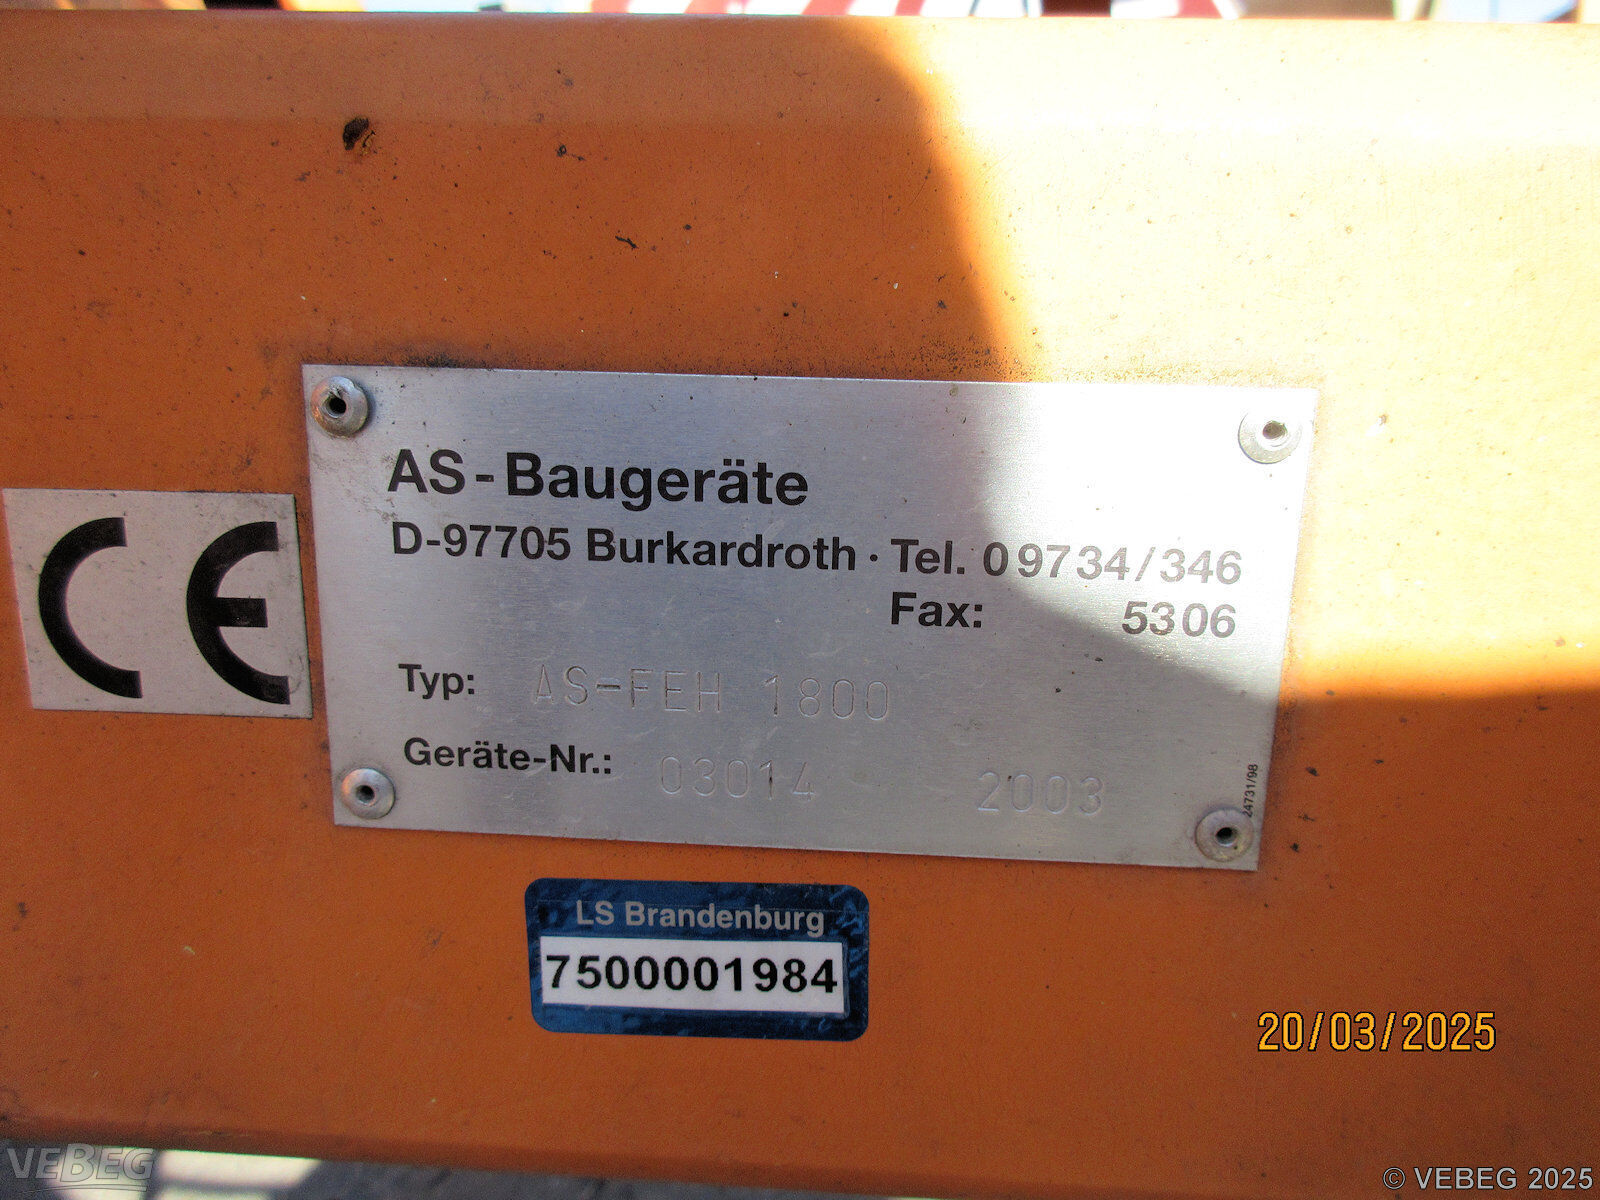 CE
AS-Baugeräte
D-97705 Burkardroth · Tel. 09734/346
Fax: 5306
Typ: AS-FEH 1800
Geräte-Nr.: 03014 2003
24731/98
LS Brandenburg
7500001984
20/03/2025
VEBEG
© VEBEG 2025